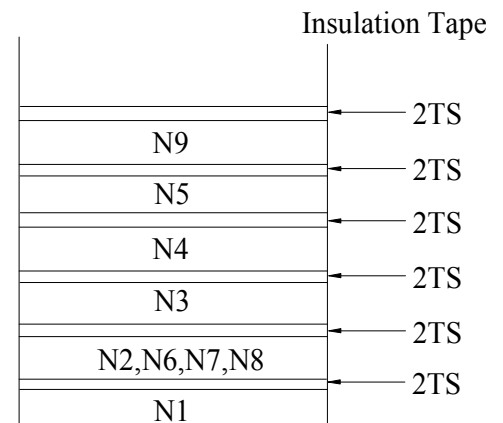 Insulation Tape
2TS
N9
2TS
N5
2TS
N4
2TS
N3
2TS
N2,N6,N7,N8
2TS
N1